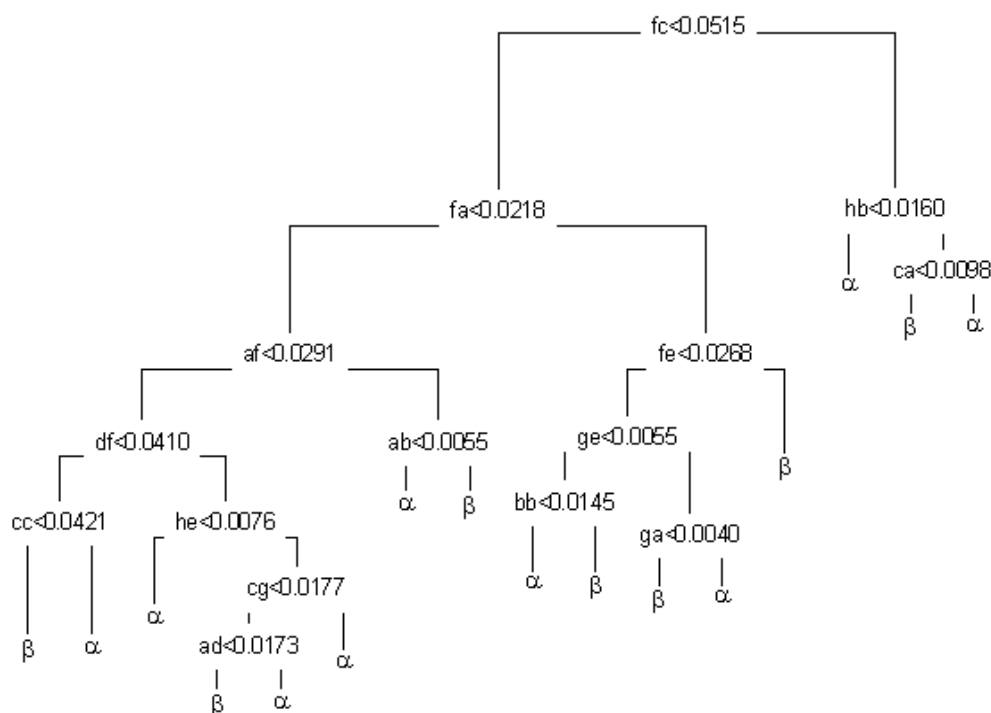 fc<0.0515
fa<0.0218
hb<0.0160
α
ca<0.0098
β
α
af<0.0291
fe<0.0268
df<0.0410
ab<0.0055
ge<0.0055
β
α
β
cc<0.0421
he<0.0076
bb<0.0145
ga<0.0040
α
β
β
α
α
cg<0.0177
β
α
ad<0.0173
α
β
α